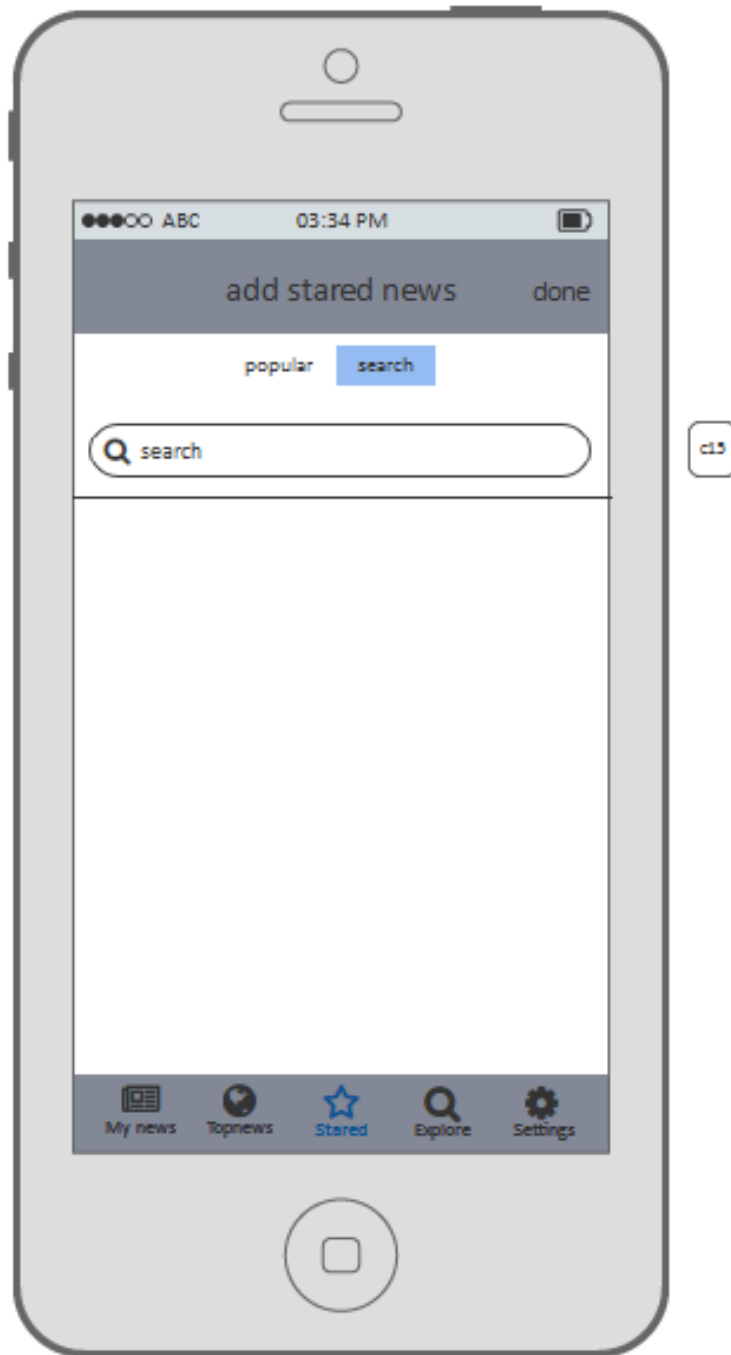 ABC 03:34 PM
add stared news done
popular search
search
c15
My news Topnews Stared Explore Settings